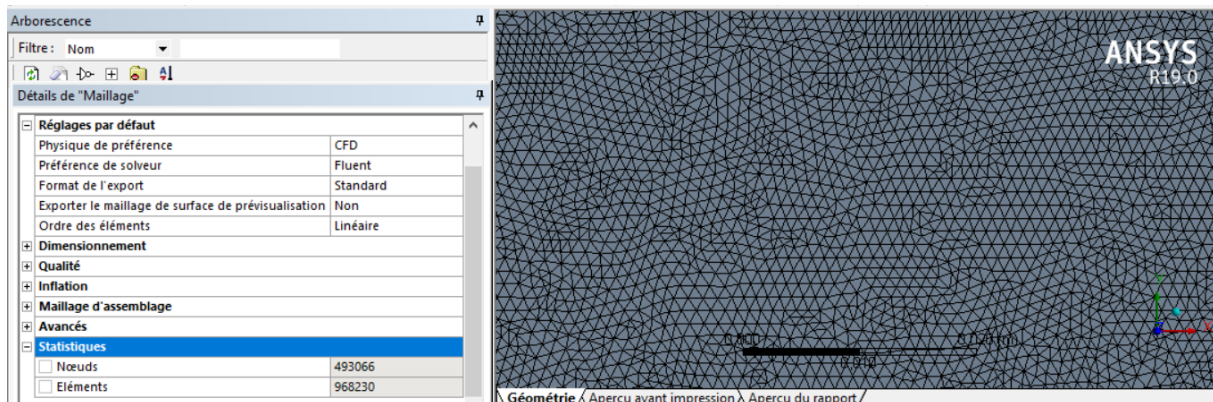 Arborescence
Filtre : Nom
Détails de "Maillage"
Réglages par défaut
Physique de préférence CFD
Préférence de solveur Fluent
Format de l'export Standard
Exporter le maillage de surface de prévisualisation Non
Ordre des éléments Linéaire
Dimensionnement
Qualité
Inflation
Maillage d'assemblage
Avancés
Statistiques
Nœuds 493066
Eléments 968230
ANSYS
R19.0
Y
X
Géométrie Aperçu avant impression Aperçu du rapport